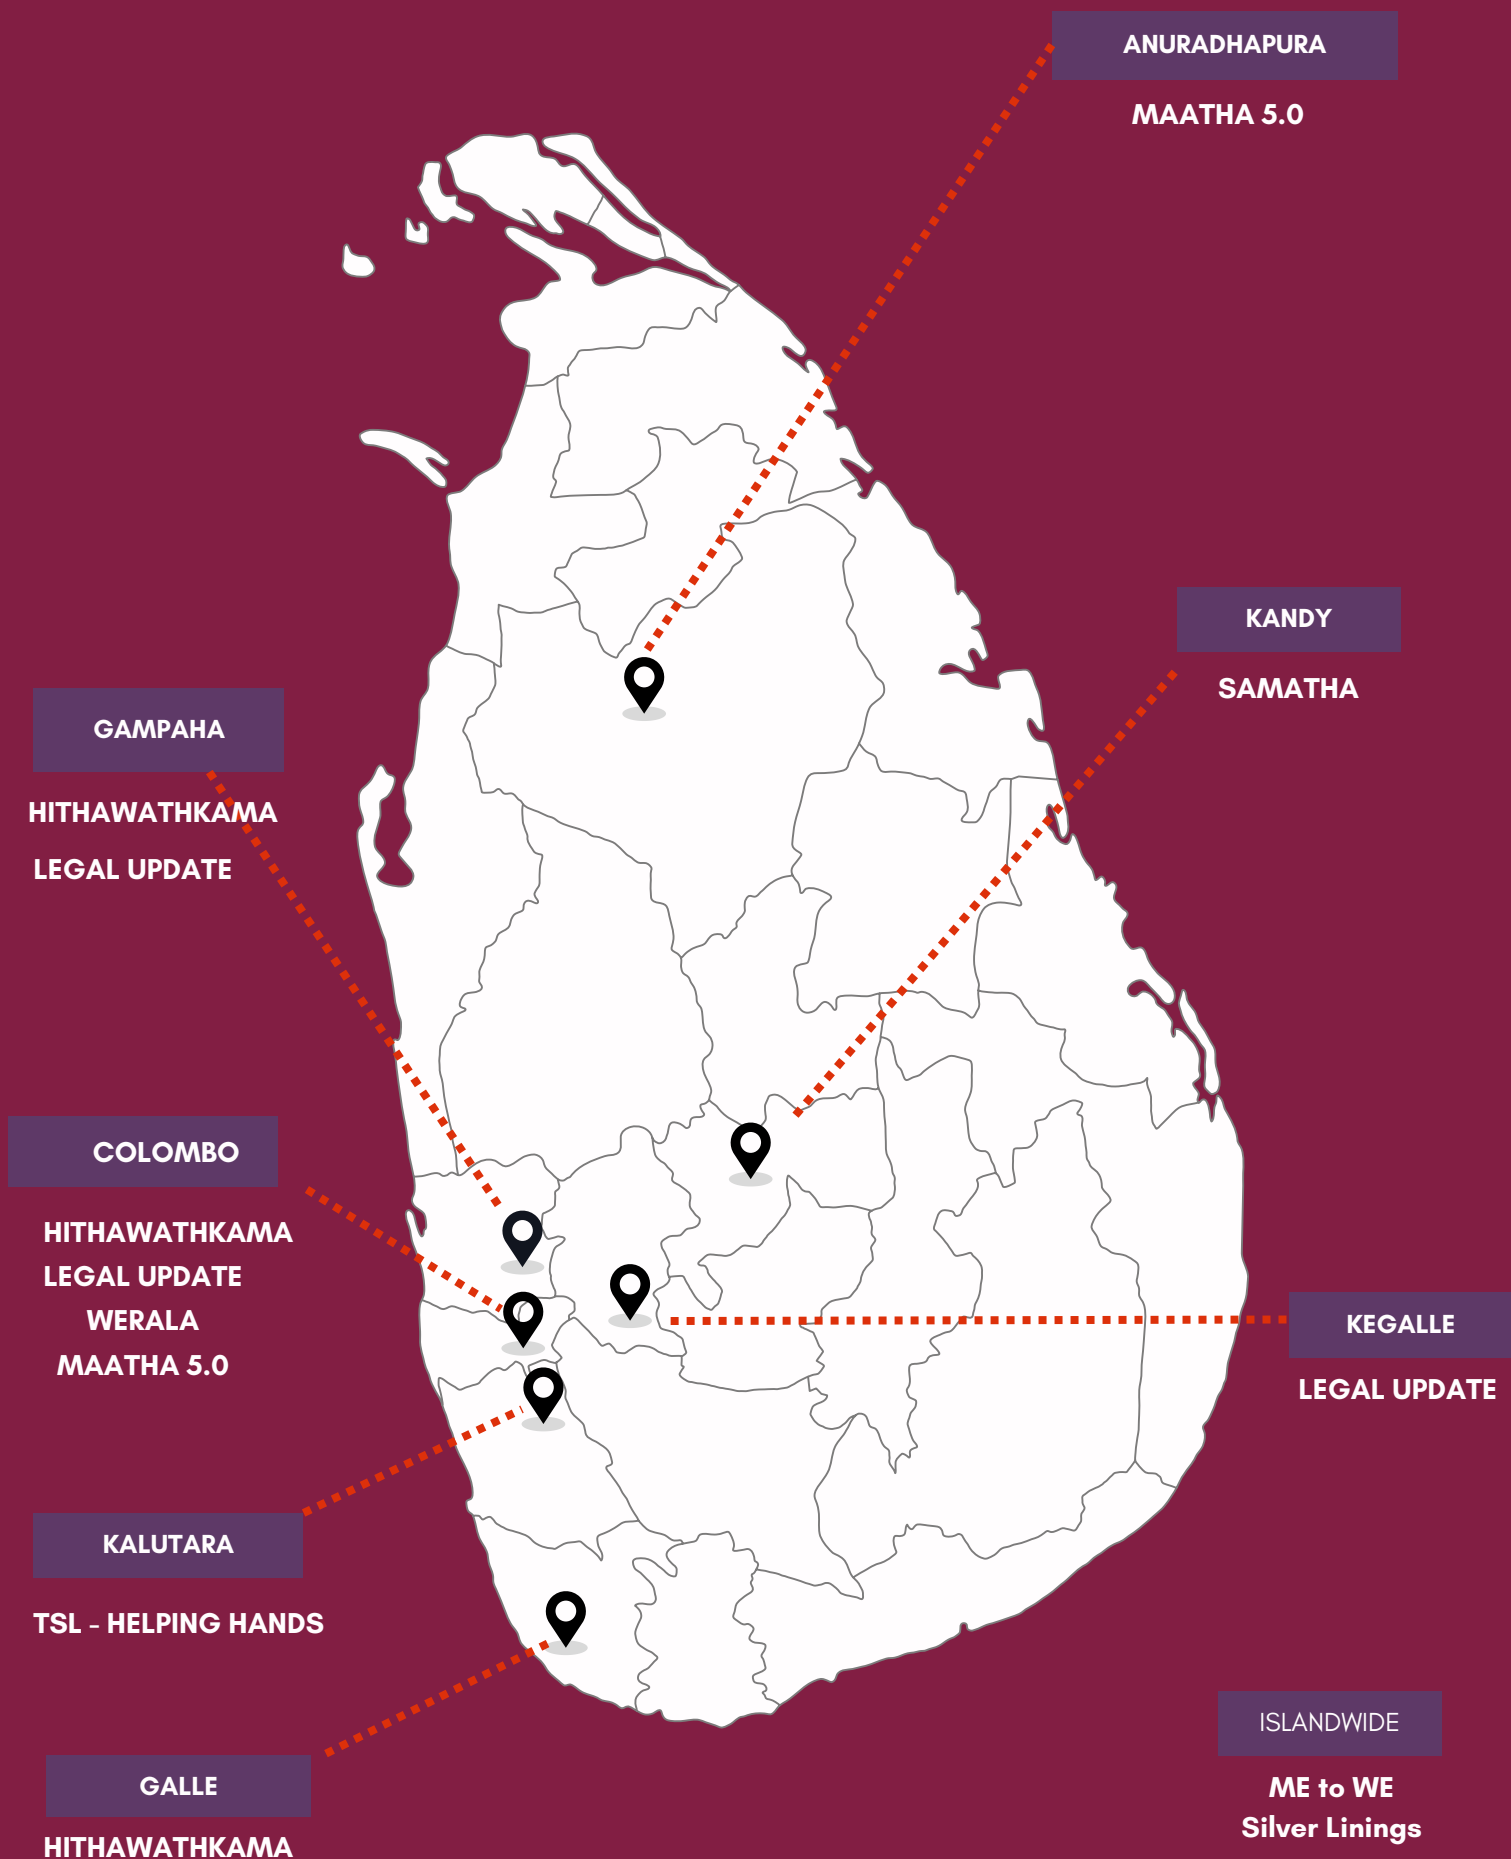 ANURADHAPURA
MAATHA 5.0
KANDY
SAMATHA
GAMPAHA
HITHAWATHKAMA
LEGAL UPDATE
COLOMBO
HITHAWATHKAMA
LEGAL UPDATE
WERALA
MAATHA 5.0
KEGALLE
LEGAL UPDATE
KALUTARA
TSL - HELPING HANDS
GALLE
HITHAWATHKAMA
ISLANDWIDE
ME to WE
Silver Linings